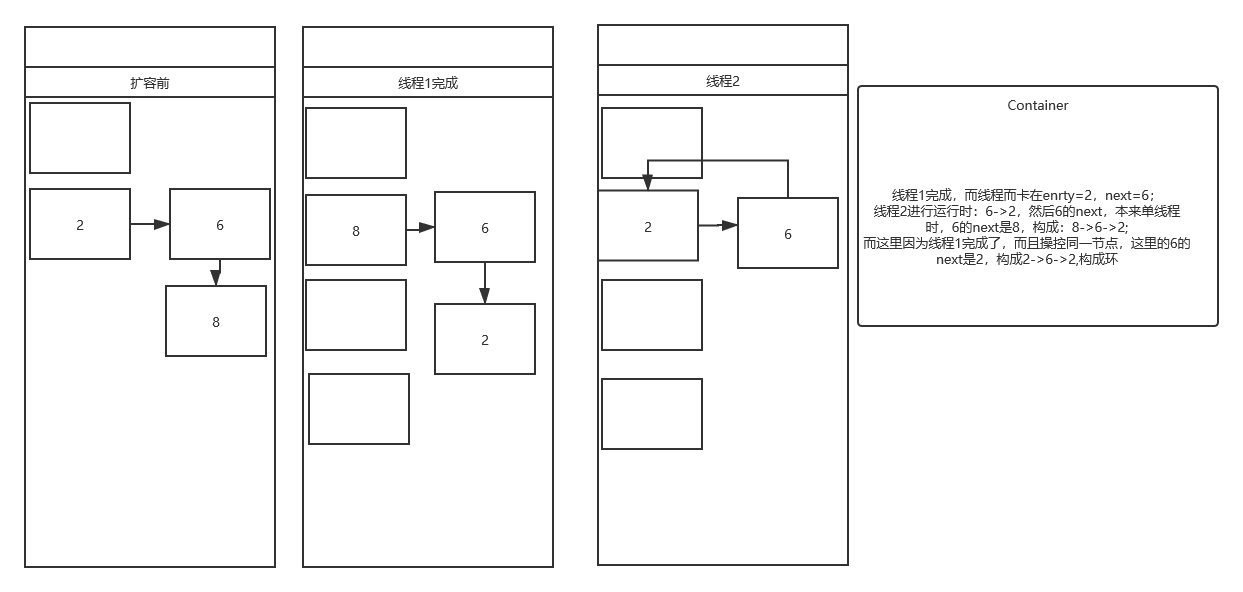 扩容前
2
6
8
线程1完成
8
6
2
线程2
2
6
Container
线程1完成，而线程而卡在enrty=2，next=6；
线程2进行运行时：6->2，然后6的next，本来单线程
时，6的next是8，构成：8->6->2;
而这里因为线程1完成了，而且操控同一节点，这里的6的
next是2，构成2->6->2,构成环